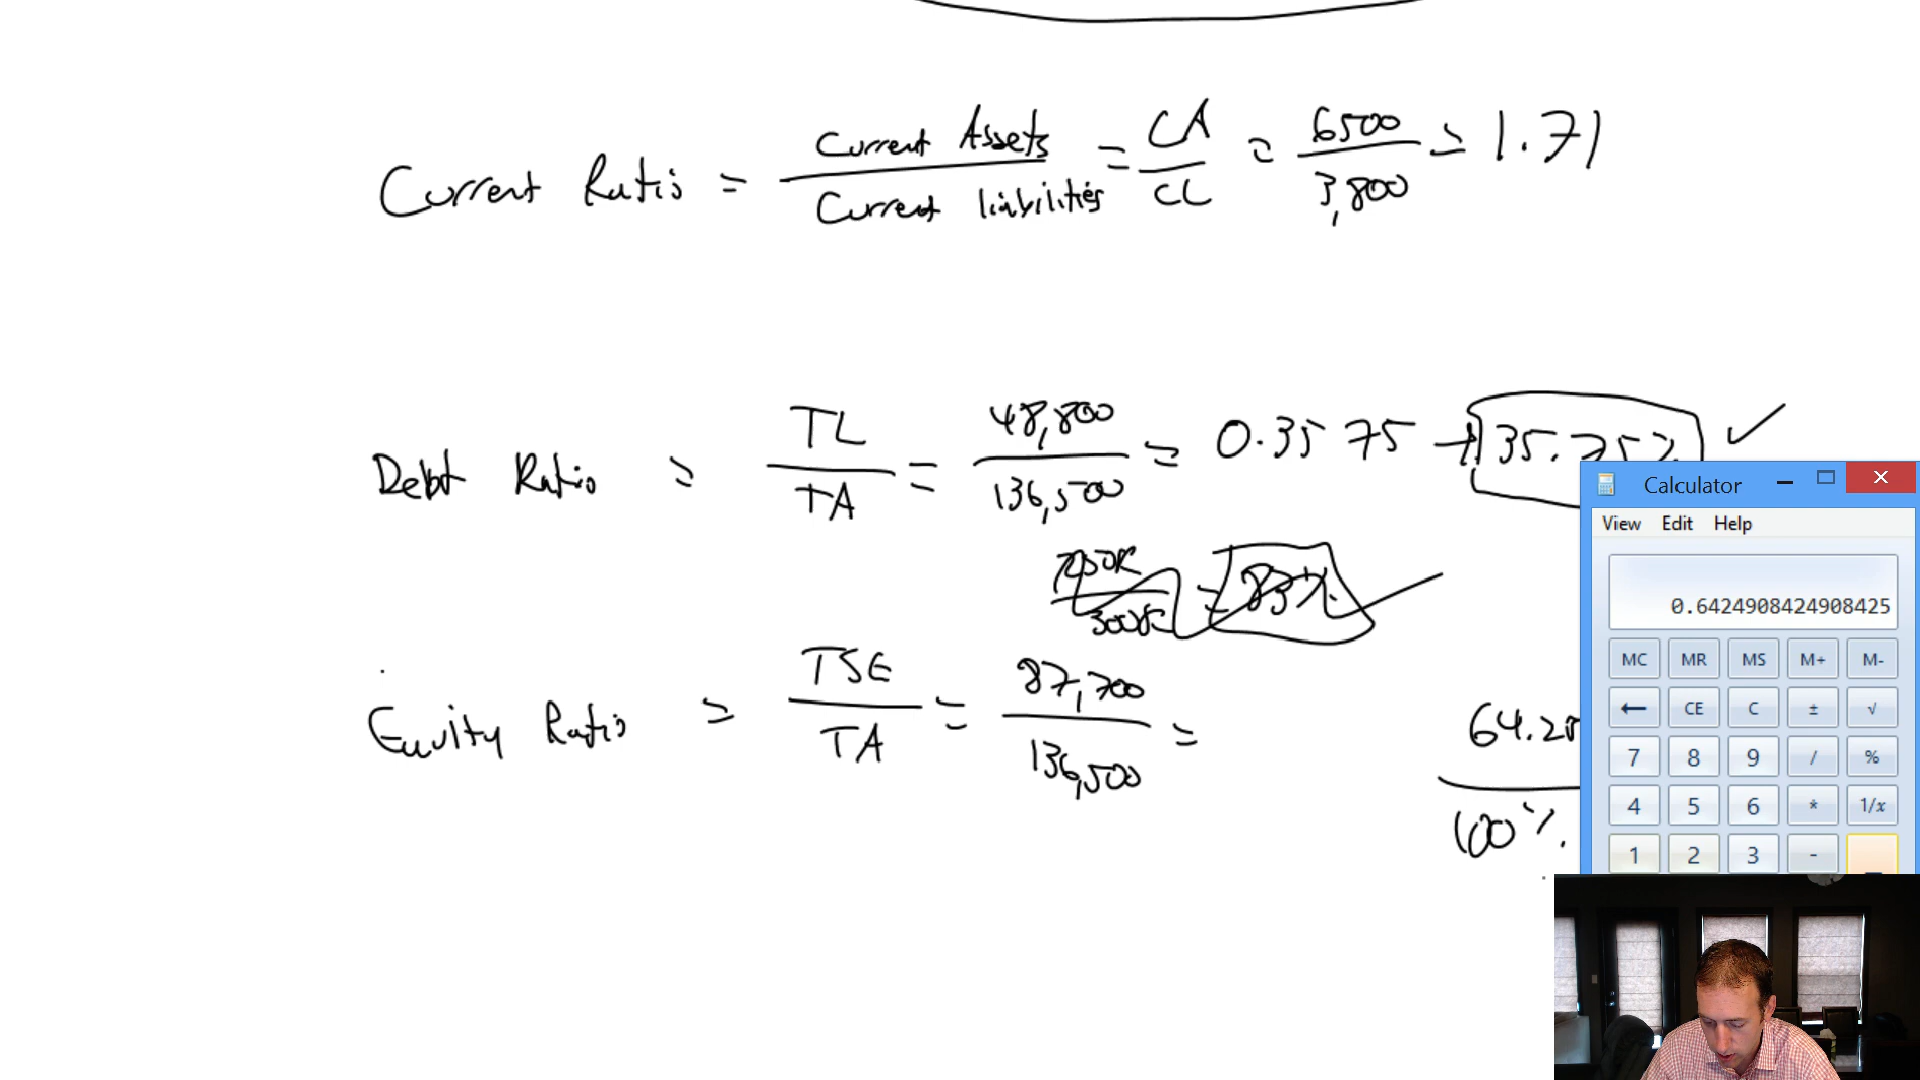 Current Ratio = Current Assets / Current liabilities = CA / CL = 6500 / 3,800 = 1.71
Debt Ratio = TL / TA = 48,800 / 136,500 = 0.3575 → 35.75%
= 83%
Equity Ratio = TSE / TA = 87,700 / 136,500 =
64.2
100%
Calculator
View Edit Help
0.6424908424908425
MC MR MS M+ M-
← CE C ± √
7 8 9 / %
4 5 6 * 1/x
1 2 3 -